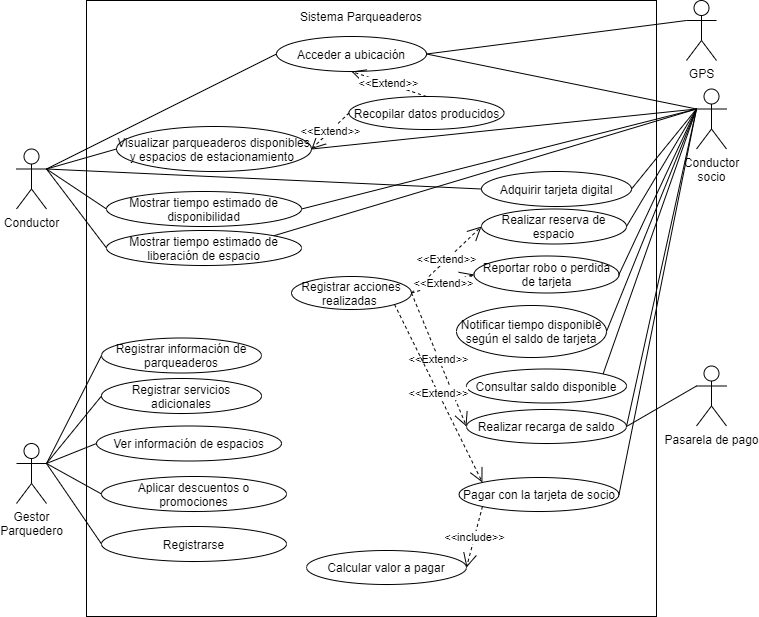 Sistema Parqueaderos
Acceder a ubicación
GPS
<<Extend>>
Recopilar datos producidos
<<Extend>>
Visualizar parqueaderos disponibles
y espacios de estacionamiento
Conductor
socio
Conductor
Adquirir tarjeta digital
Mostrar tiempo estimado de
disponibilidad
Realizar reserva de
espacio
Mostrar tiempo estimado de
liberación de espacio
<<Extend>>
Reportar robo o perdida
de tarjeta
<<Extend>>
Registrar acciones
realizadas
Notificar tiempo disponible
según el saldo de tarjeta
Registrar información de
parqueaderos
<<Extend>>
Consultar saldo disponible
Registrar servicios
adicionales
<<Extend>>
Realizar recarga de saldo
Pasarela de pago
Ver información de espacios
Gestor
Parquedero
Aplicar descuentos o
promociones
Pagar con la tarjeta de socio
Registrarse
<<include>>
Calcular valor a pagar